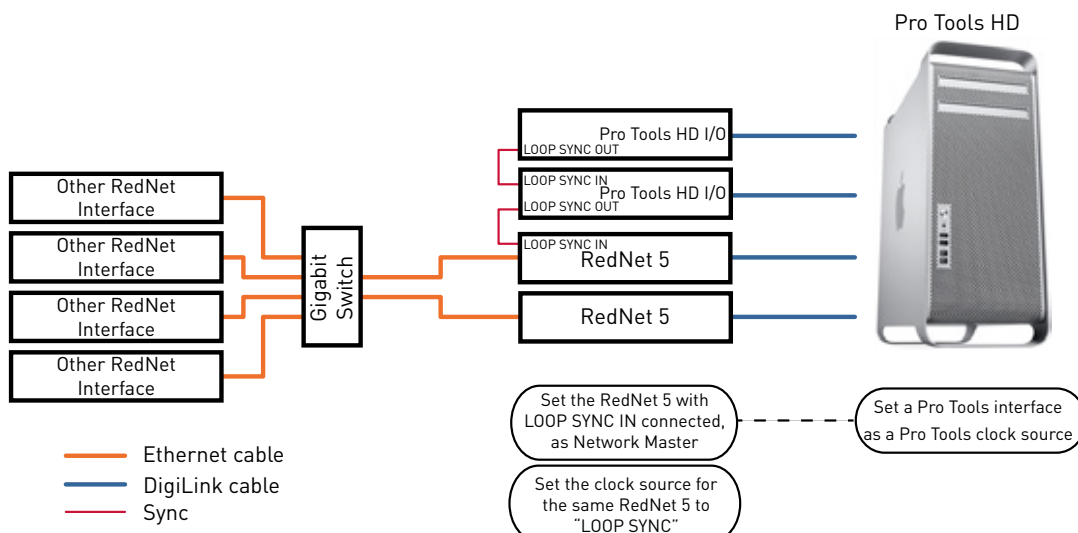 Pro Tools HD
Pro Tools HD I/O
LOOP SYNC OUT
LOOP SYNC IN
Pro Tools HD I/O
LOOP SYNC OUT
LOOP SYNC IN
RedNet 5
RedNet 5
Other RedNet
Interface
Other RedNet
Interface
Other RedNet
Interface
Other RedNet
Interface
Gigabit
Switch
Set the RedNet 5 with
LOOP SYNC IN connected,
as Network Master
Set a Pro Tools interface
as a Pro Tools clock source
Set the clock source for
the same RedNet 5 to
“LOOP SYNC”
Ethernet cable
DigiLink cable
Sync